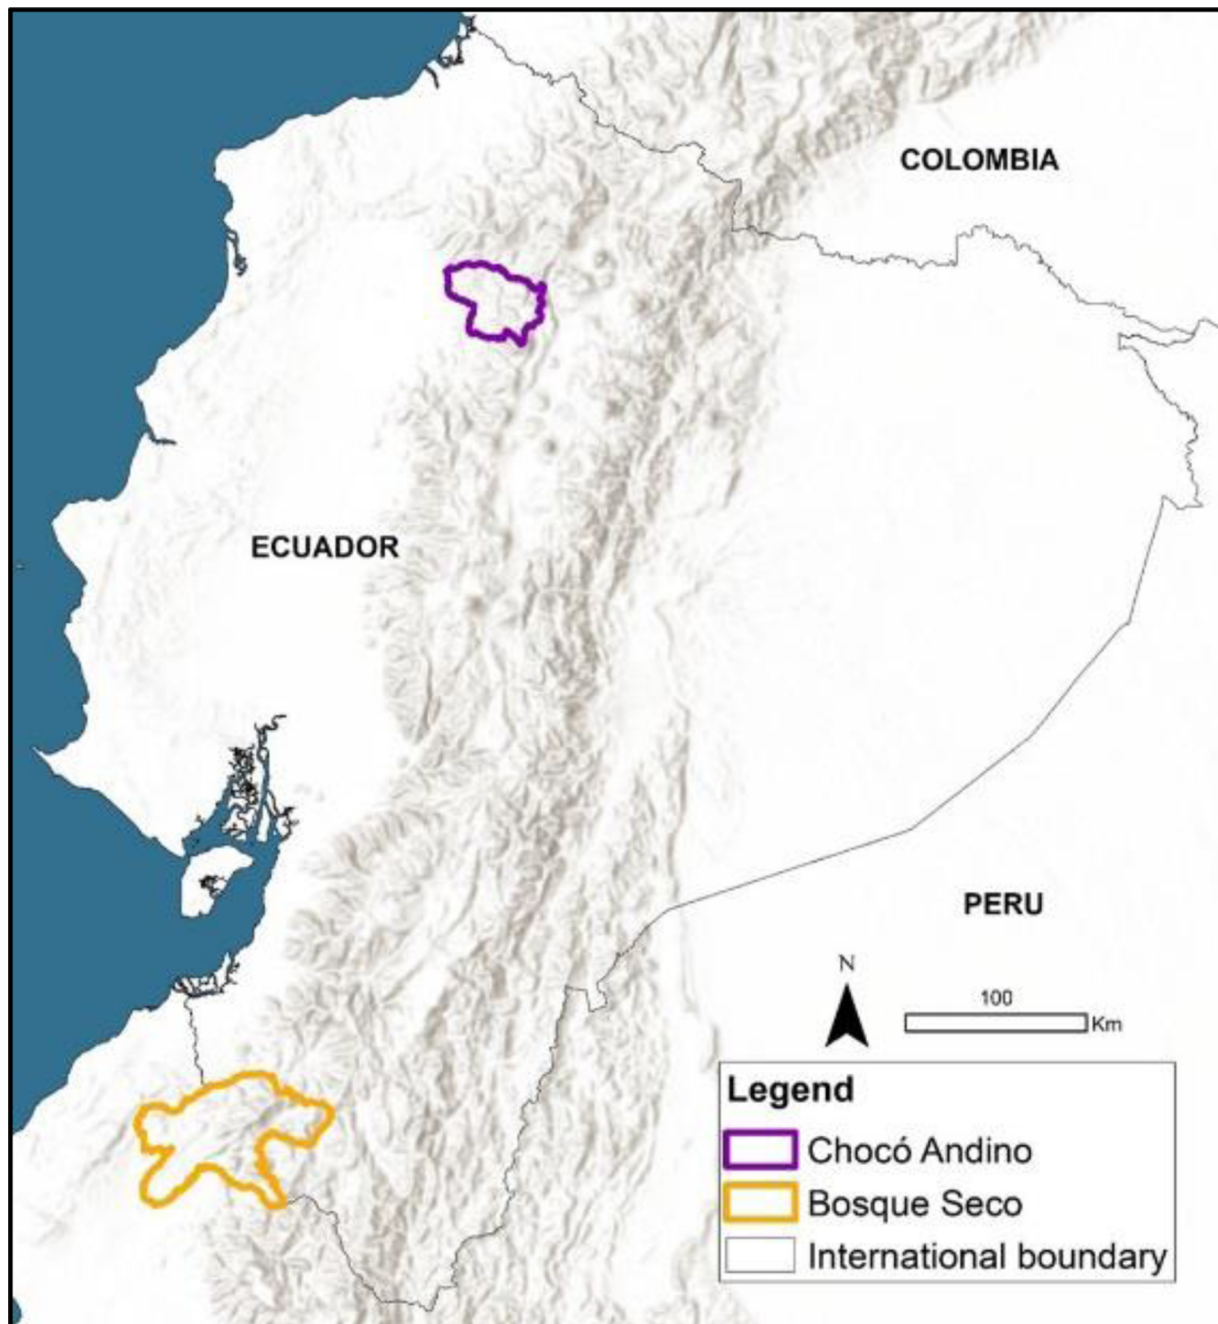 COLOMBIA
ECUADOR
PERU
N
100
Km
Legend
Chocó Andino
Bosque Seco
International boundary